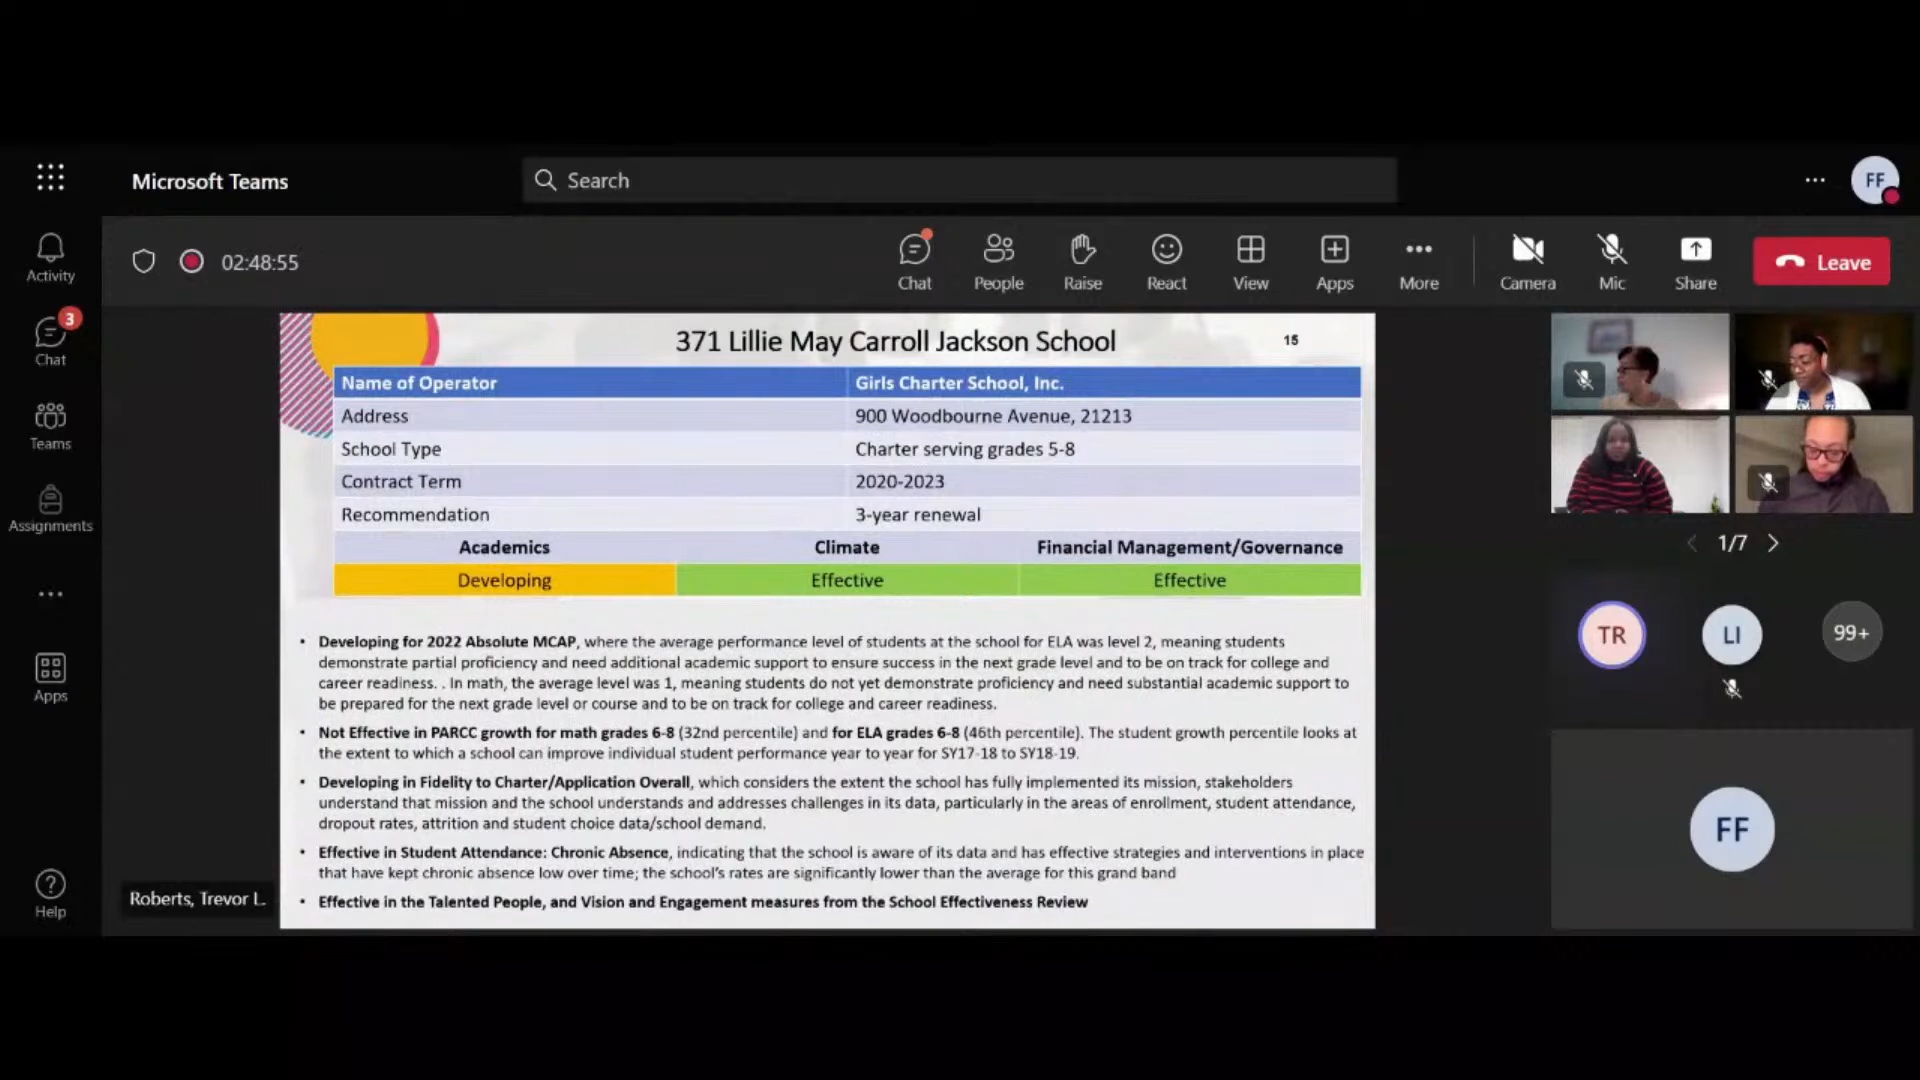 Microsoft Teams
Search
FF
Activity
02:48:55
Chat
People
Raise
React
View
Apps
More
Camera
Mic
Share
Leave
3
Chat
Teams
Assignments
Apps
Help
371 Lillie May Carroll Jackson School
15
Name of Operator Girls Charter School, Inc.
Address 900 Woodbourne Avenue, 21213
School Type Charter serving grades 5-8
Contract Term 2020-2023
Recommendation 3-year renewal
Academics Climate Financial Management/Governance
Developing Effective Effective
• Developing for 2022 Absolute MCAP, where the average performance level of students at the school for ELA was level 2, meaning students
demonstrate partial proficiency and need additional academic support to ensure success in the next grade level and to be on track for college and
career readiness. . In math, the average level was 1, meaning students do not yet demonstrate proficiency and need substantial academic support to
be prepared for the next grade level or course and to be on track for college and career readiness.
• Not Effective in PARCC growth for math grades 6-8 (32nd percentile) and for ELA grades 6-8 (46th percentile). The student growth percentile looks at
the extent to which a school can improve individual student performance year to year for SY17-18 to SY18-19.
• Developing in Fidelity to Charter/Application Overall, which considers the extent the school has fully implemented its mission, stakeholders
understand that mission and the school understands and addresses challenges in its data, particularly in the areas of enrollment, student attendance,
dropout rates, attrition and student choice data/school demand.
• Effective in Student Attendance: Chronic Absence, indicating that the school is aware of its data and has effective strategies and interventions in place
that have kept chronic absence low over time; the school's rates are significantly lower than the average for this grand band
• Effective in the Talented People, and Vision and Engagement measures from the School Effectiveness Review
Roberts, Trevor L.
1/7
TR
LI
99+
FF